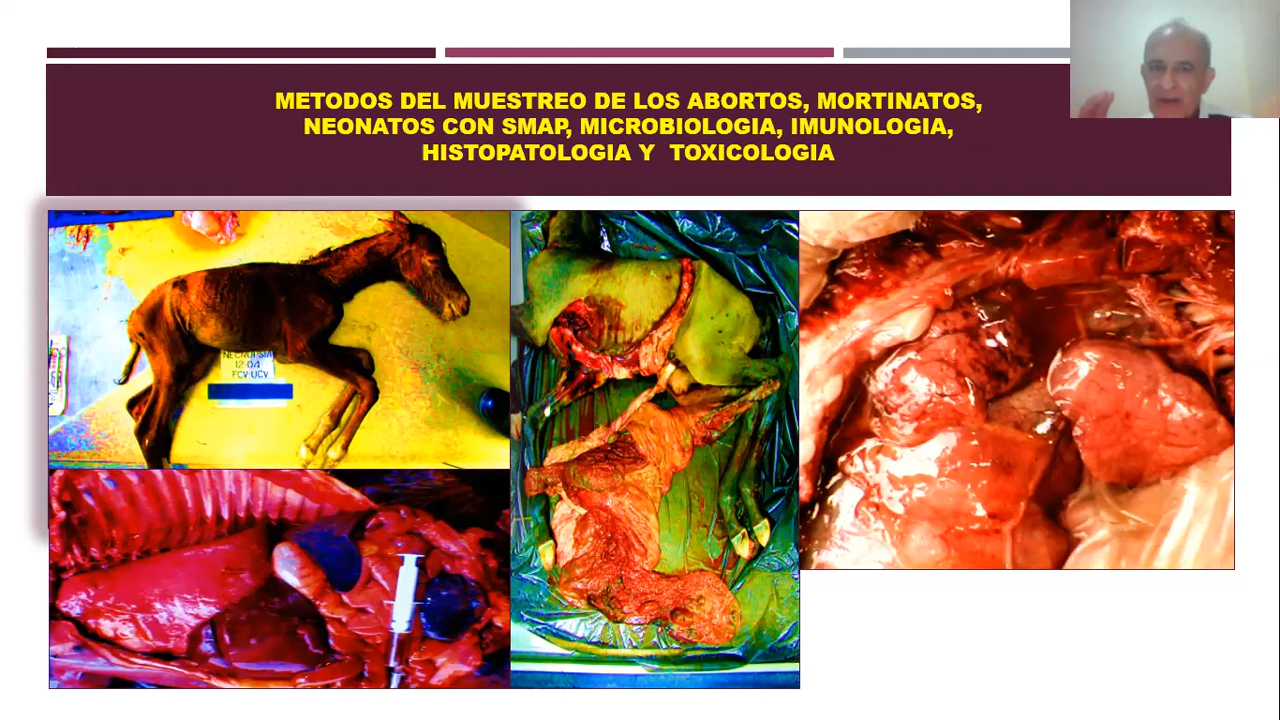 METODOS DEL MUESTREO DE LOS ABORTOS, MORTINATOS,
NEONATOS CON SMAP, MICROBIOLOGIA, IMUNOLOGIA,
HISTOPATOLOGIA Y TOXICOLOGIA
NECROPSIA
12-04
FCV-UCV